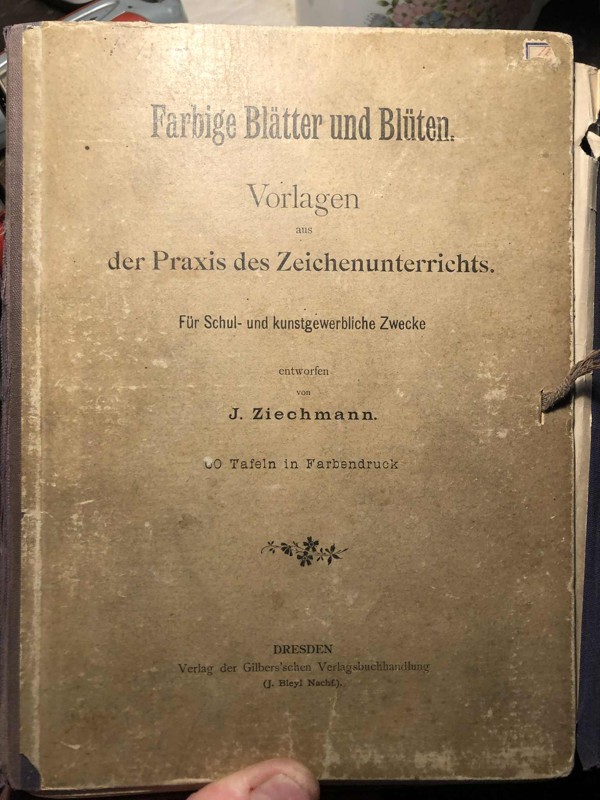 Farbige Blätter und Blüten.
Vorlagen
aus
der Praxis des Zeichenunterrichts.
Für Schul- und kunstgewerbliche Zwecke
entworfen
von
J. Ziechmann.
Tafeln in Farbendruck
DRESDEN
Verlag der Gilbers'schen Verlagsbuchhandlung
(J. Bleyl Nachf.).